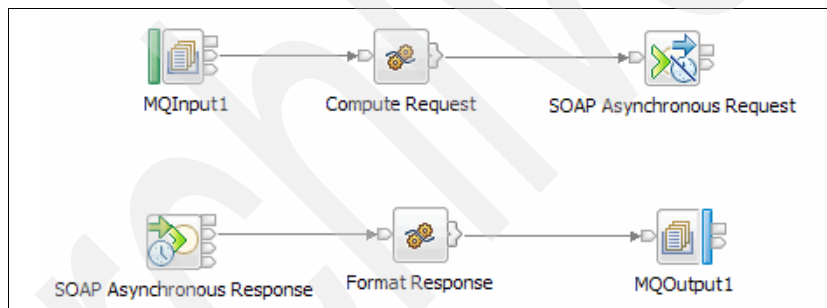 MQInput1
Compute Request
SOAP Asynchronous Request
SOAP Asynchronous Response
Format Response
MQOutput1